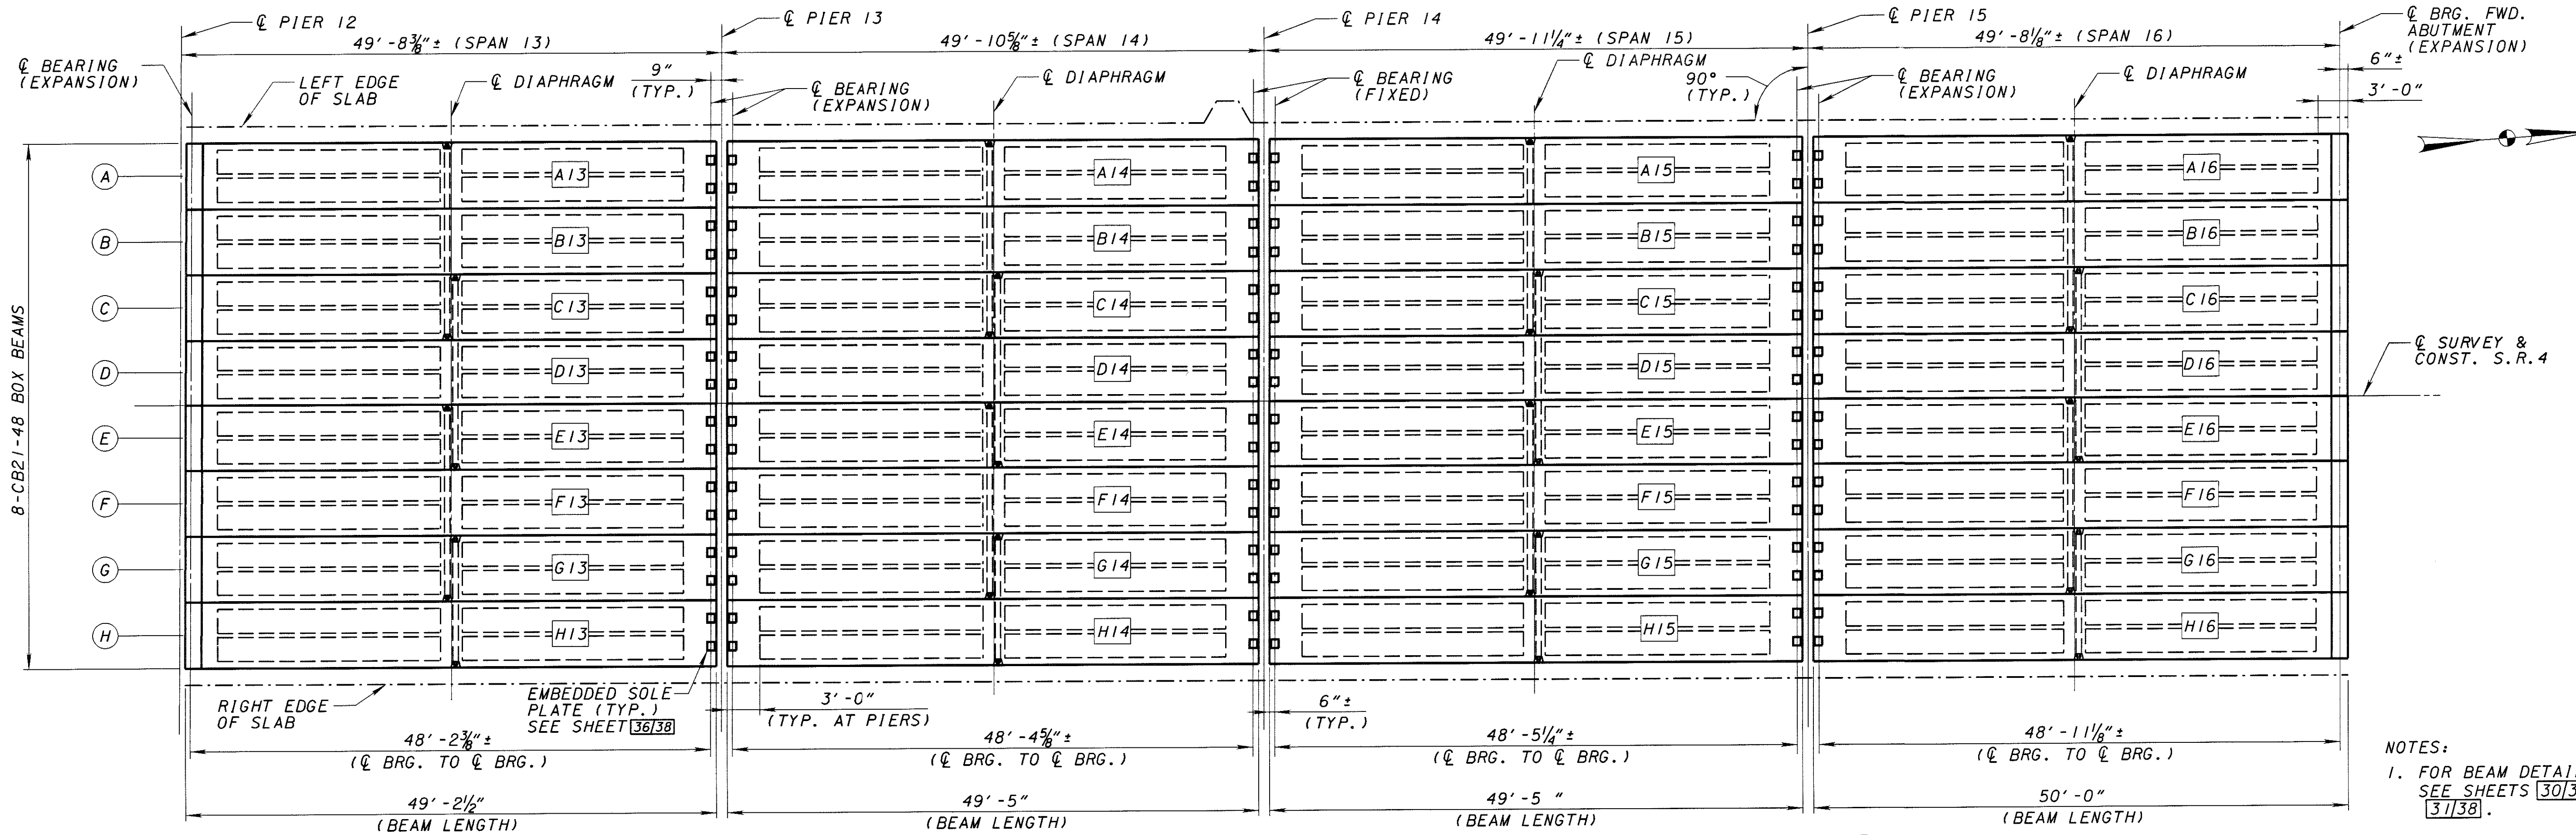 ℄ PIER 12
℄ PIER 13
℄ PIER 14
℄ PIER 15
℄ BRG. FWD.
ABUTMENT
(EXPANSION)
49'-8⅜"± (SPAN 13)
49'-10⅝"± (SPAN 14)
49'-11¼"± (SPAN 15)
49'-8⅛"± (SPAN 16)
℄ BEARING
(EXPANSION)
LEFT EDGE
OF SLAB
℄ DIAPHRAGM
9"
(TYP.)
℄ BEARING
(EXPANSION)
℄ DIAPHRAGM
℄ BEARING
(FIXED)
℄ DIAPHRAGM
90°
(TYP.)
℄ BEARING
(EXPANSION)
℄ DIAPHRAGM
6"±
3'-0"
8-CB21-48 BOX BEAMS
A
A13
A14
A15
A16
B
B13
B14
B15
B16
C
C13
C14
C15
C16
D
D13
D14
D15
D16
℄ SURVEY &
CONST. S.R.4
E
E13
E14
E15
E16
F
F13
F14
F15
F16
G
G13
G14
G15
G16
H
H13
H14
H15
H16
RIGHT EDGE
OF SLAB
EMBEDDED SOLE
PLATE (TYP.)
SEE SHEET 36/38
3'-0"
(TYP. AT PIERS)
6"±
(TYP.)
48'-2⅜"±
(℄ BRG. TO ℄ BRG.)
48'-4⅝"±
(℄ BRG. TO ℄ BRG.)
48'-5¼"±
(℄ BRG. TO ℄ BRG.)
48'-11⅛"±
(℄ BRG. TO ℄ BRG.)
49'-2½"
(BEAM LENGTH)
49'-5"
(BEAM LENGTH)
49'-5 "
(BEAM LENGTH)
50'-0"
(BEAM LENGTH)
NOTES:
1. FOR BEAM DETAI
SEE SHEETS 30/3
31/38.